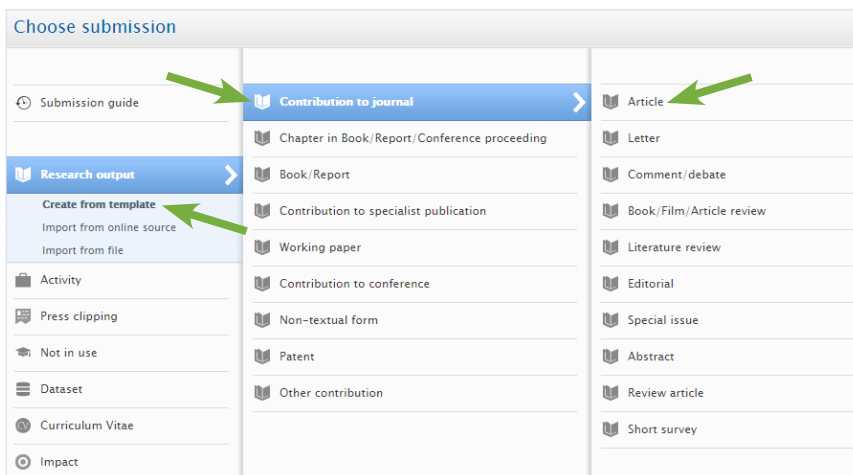 Choose submission
Submission guide
Research output
Create from template
Import from online source
Import from file
Activity
Press clipping
Not in use
Dataset
CV Curriculum Vitae
Impact
Contribution to journal
Chapter in Book/Report/Conference proceeding
Book/Report
Contribution to specialist publication
Working paper
Contribution to conference
Non-textual form
Patent
Other contribution
Article
Letter
Comment/debate
Book/Film/Article review
Literature review
Editorial
Special issue
Abstract
Review article
Short survey